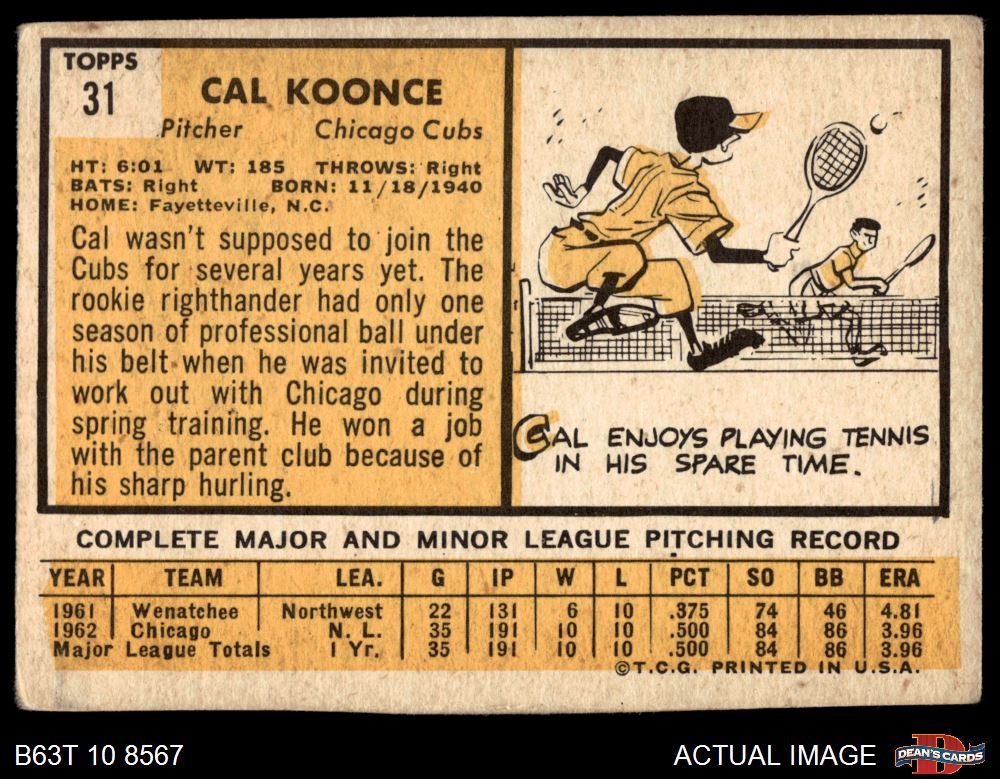 TOPPS
31
CAL KOONCE
Pitcher Chicago Cubs
HT: 6:01 WT: 185 THROWS: Right
BATS: Right BORN: 11/18/1940
HOME: Fayetteville, N.C.
Cal wasn't supposed to join the
Cubs for several years yet. The
rookie righthander had only one
season of professional ball under
his belt when he was invited to
work out with Chicago during
spring training. He won a job
with the parent club because of
his sharp hurling.
CAL ENJOYS PLAYING TENNIS
IN HIS SPARE TIME.
COMPLETE MAJOR AND MINOR LEAGUE PITCHING RECORD
YEAR TEAM LEA. G IP W L PCT SO BB ERA
1961 Wenatchee Northwest 22 131 6 10 .375 74 46 4.81
1962 Chicago N. L. 35 191 10 10 .500 84 86 3.96
Major League Totals 1 Yr. 35 191 10 10 .500 84 86 3.96
©T.C.G. PRINTED IN U.S.A.
B63T 10 8567 ACTUAL IMAGE DEAN'S CARDS